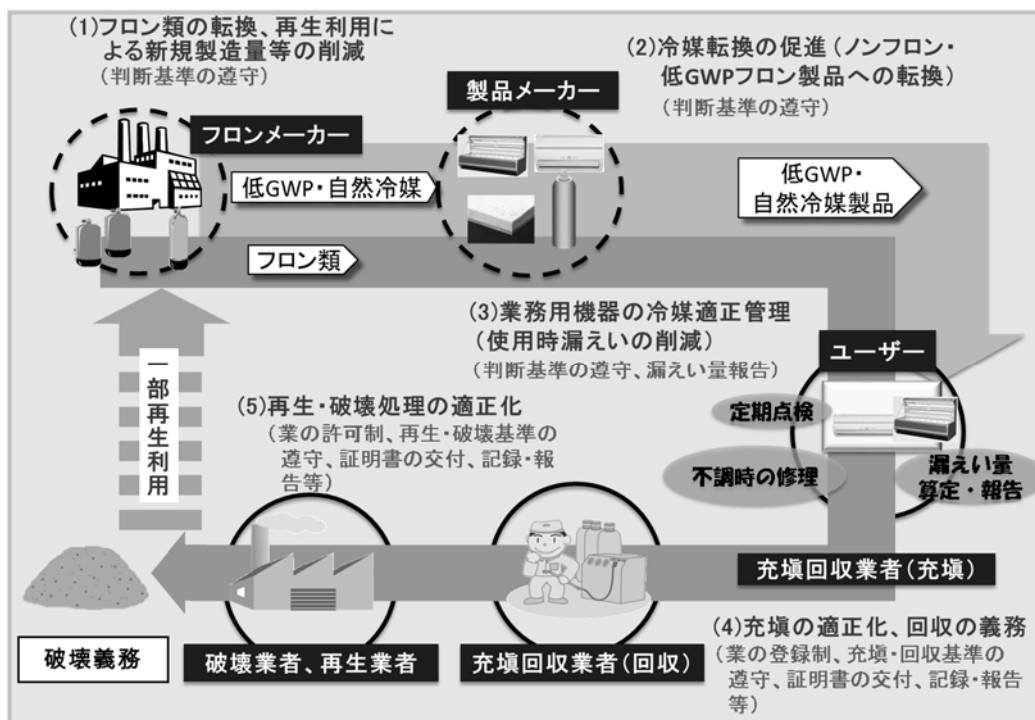 (1)フロン類の転換、再生利用に
よる新規製造量等の削減
(判断基準の遵守)
(2)冷媒転換の促進(ノンフロン・
低GWPフロン製品への転換)
(判断基準の遵守)
製品メーカー
フロンメーカー
低GWP・自然冷媒
低GWP・
自然冷媒製品
フロン類
(3)業務用機器の冷媒適正管理
(使用時漏えいの削減)
(判断基準の遵守、漏えい量報告)
ユーザー
定期点検
不調時の修理
漏えい量
算定・報告
一部再生利用
(5)再生・破壊処理の適正化
(業の許可制、再生・破壊基準の
遵守、証明書の交付、記録・報
告等)
充塡回収業者(充塡)
(4)充塡の適正化、回収の義務
(業の登録制、充塡・回収基準の
遵守、証明書の交付、記録・報告
等)
破壊義務
破壊業者、再生業者
充塡回収業者(回収)